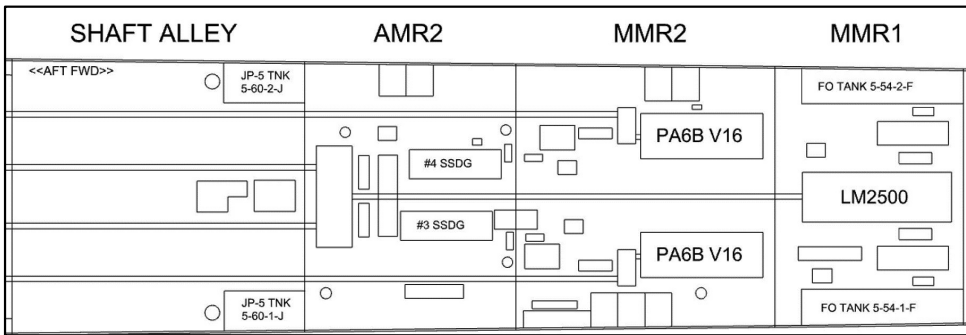 SHAFT ALLEY
AMR2
MMR2
MMR1
<<AFT FWD>>
JP-5 TNK
5-60-2-J
FO TANK 5-54-2-F
PA6B V16
#4 SSDG
LM2500
#3 SSDG
PA6B V16
JP-5 TNK
5-60-1-J
FO TANK 5-54-1-F